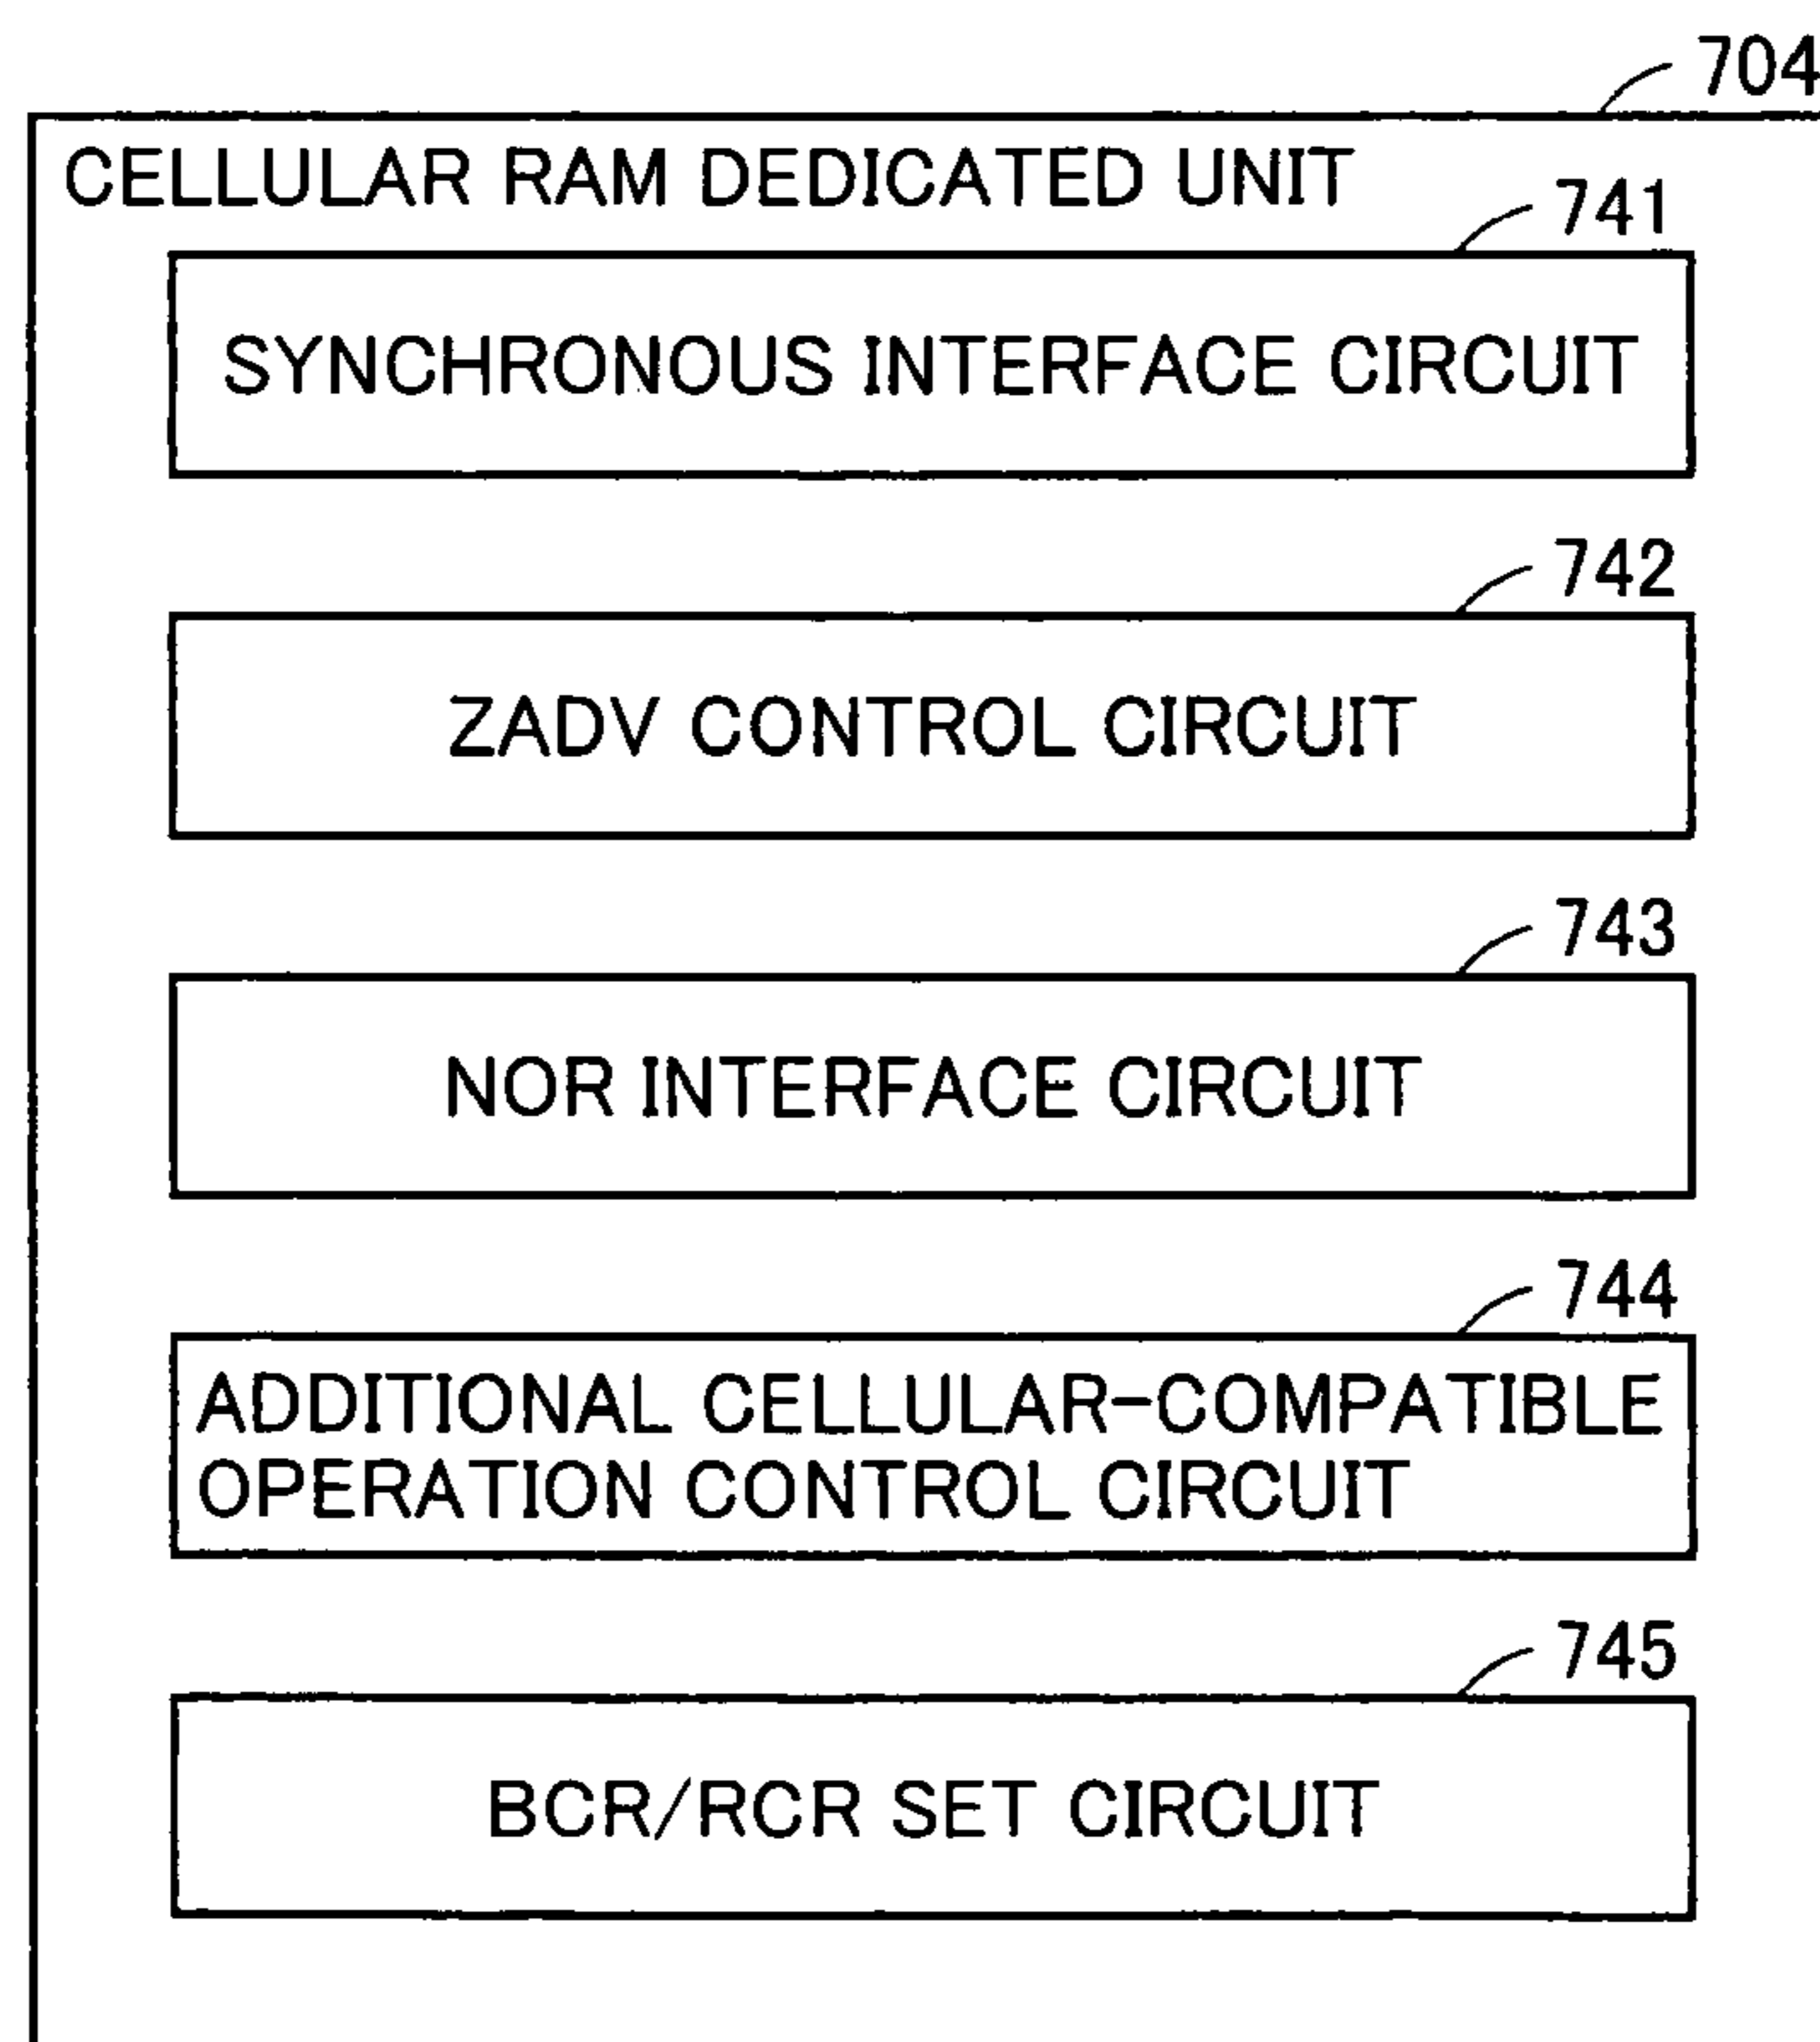 704
CELLULAR RAM DEDICATED UNIT
741
SYNCHRONOUS INTERFACE CIRCUIT
742
ZADV CONTROL CIRCUIT
743
NOR INTERFACE CIRCUIT
744
ADDITIONAL CELLULAR-COMPATIBLE
OPERATION CONTROL CIRCUIT
745
BCR/RCR SET CIRCUIT